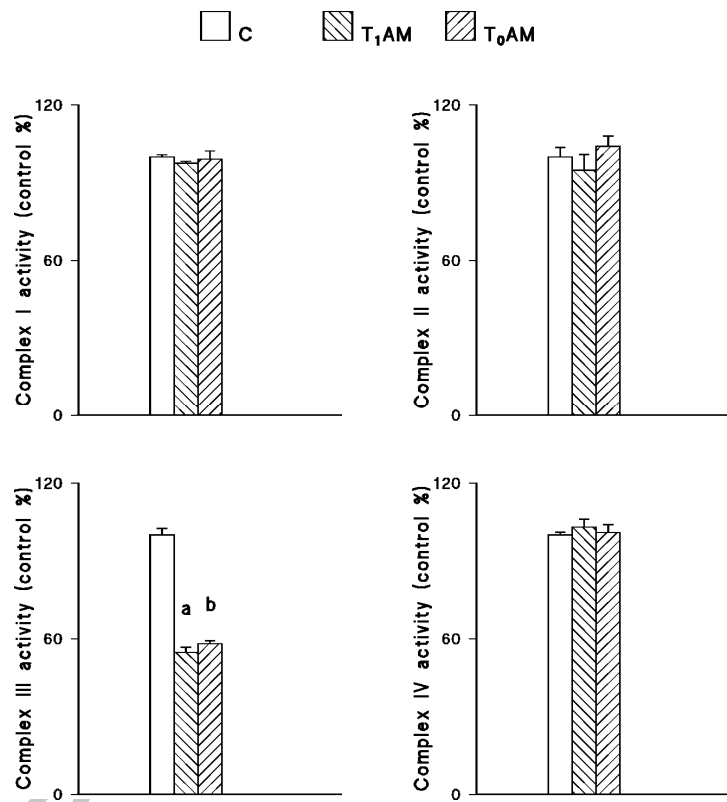 C T₁AM T₀AM
120
60
0
Complex I activity (control %)
120
60
0
Complex II activity (control %)
120
60
0
Complex III activity (control %)
a b
120
60
0
Complex IV activity (control %)